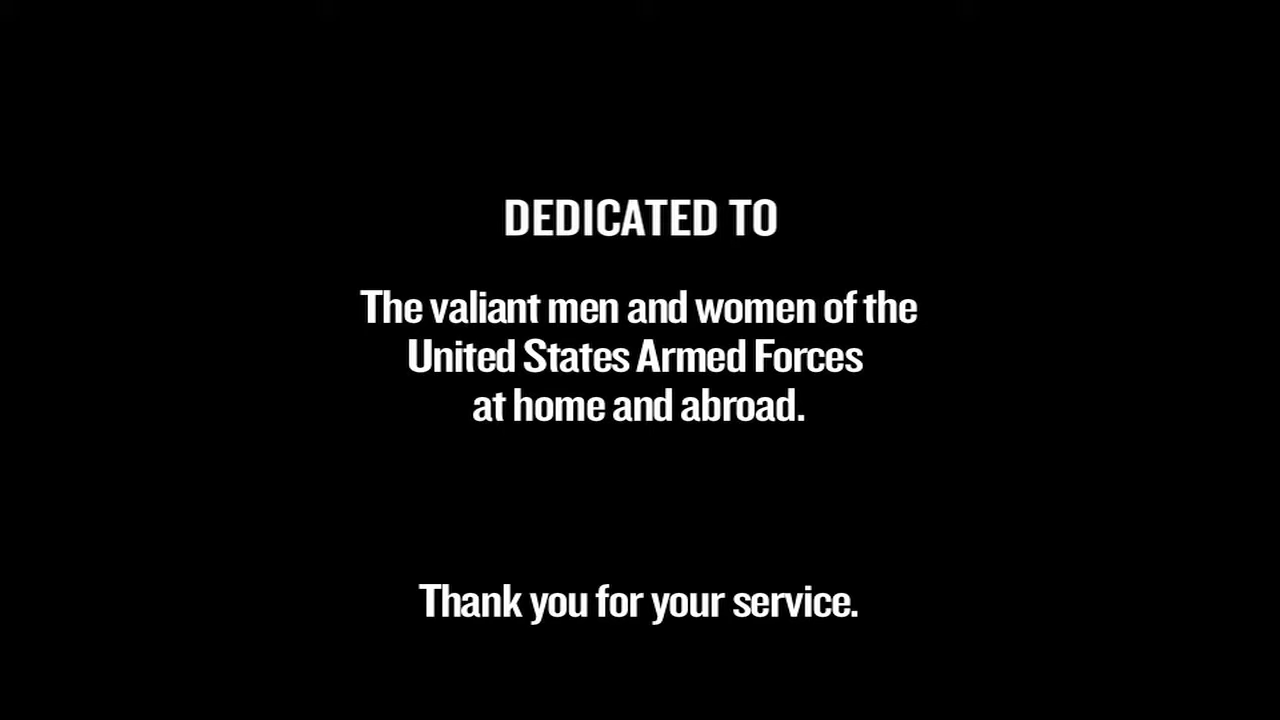 DEDICATED TO
The valiant men and women of the
United States Armed Forces
at home and abroad.
Thank you for your service.